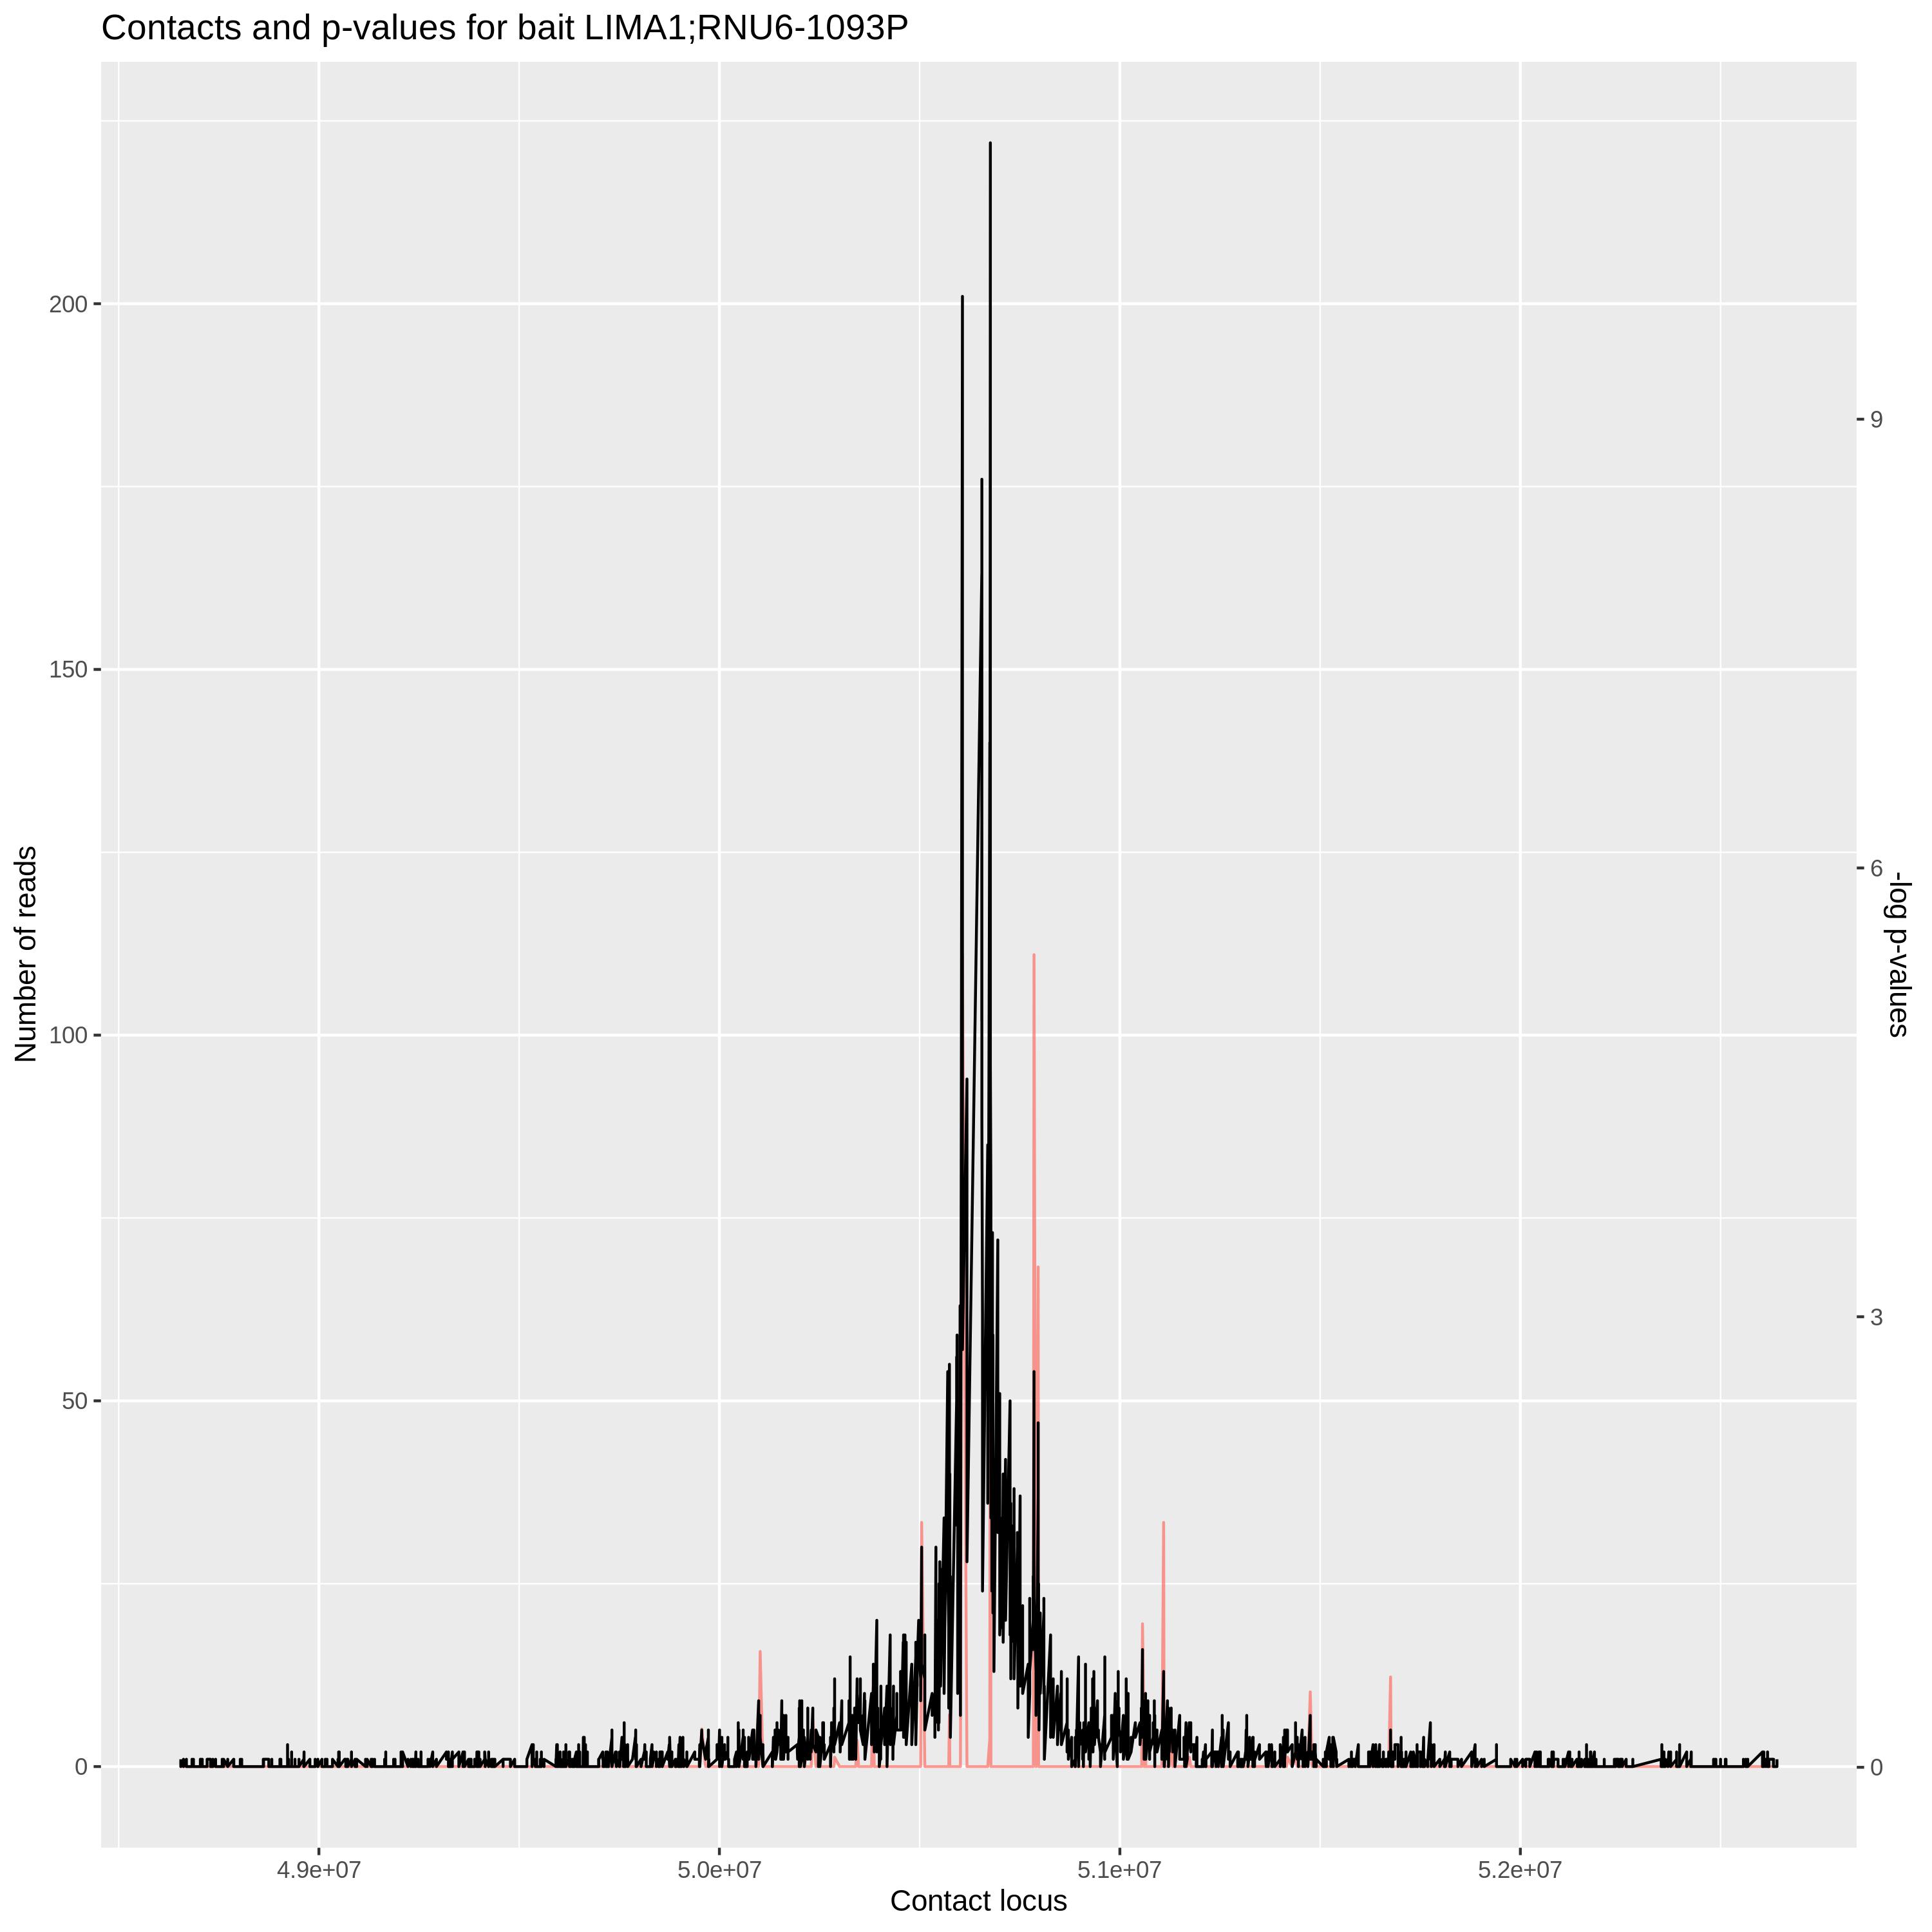 Contacts and p-values for bait LIMA1;RNU6-1093P
200
150
100
50
0
9
6
3
0
Number of reads
-log p-values
4.9e+07 5.0e+07 5.1e+07 5.2e+07
Contact locus